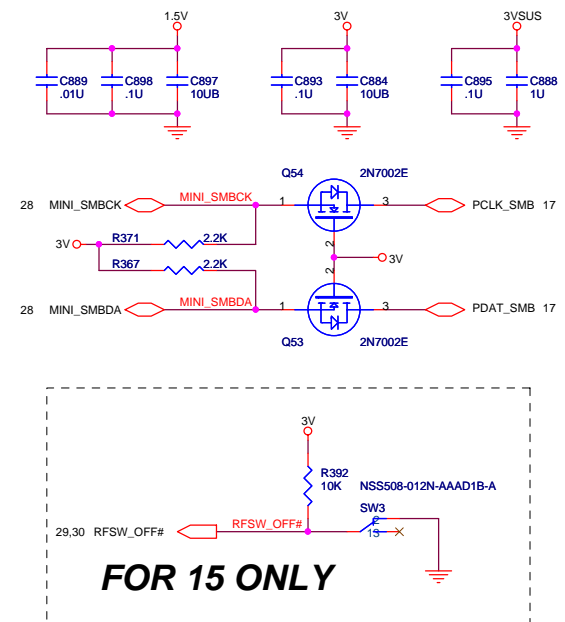 1.5V
3V
3VSUS
C889
.01U
C898
.1U
C897
10UB
C893
.1U
C884
10UB
C895
.1U
C888
1U
Q54
2N7002E
28 MINI_SMBCK
MINI_SMBCK
1
3
PCLK_SMB 17
2
3V
R371
2.2K
R367
2.2K
3V
2
28 MINI_SMBDA
MINI_SMBDA
1
3
PDAT_SMB 17
Q53
2N7002E
3V
R392
10K
NSS508-012N-AAAD1B-A
SW3
29,30 RFSW_OFF#
RFSW_OFF#
2
1
3
FOR 15 ONLY